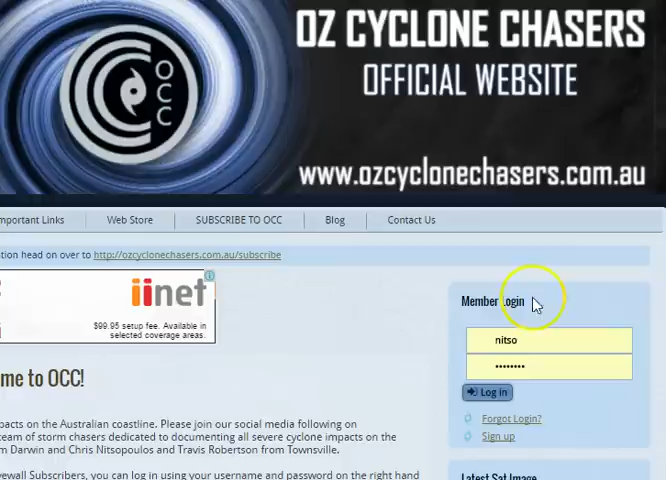 OZ CYCLONE CHASERS
OCC
OFFICIAL WEBSITE
www.ozcyclonechasers.com.au
mportant Links Web Store SUBSCRIBE TO OCC Blog Contact Us
tion head on over to http://ozcyclonechasers.com.au/subscribe
iinet
$99.95 setup fee. Available in
selected coverage areas.
Member Login
nitso
••••••••
Log in
Forgot Login?
Sign up
me to OCC!
pacts on the Australian coastline. Please join our social media following on
team of storm chasers dedicated to documenting all severe cyclone impacts on the
m Darwin and Chris Nitsopoulos and Travis Robertson from Townsville.
yewall Subscribers, you can log in using your username and password on the right hand
Latest Sat Image